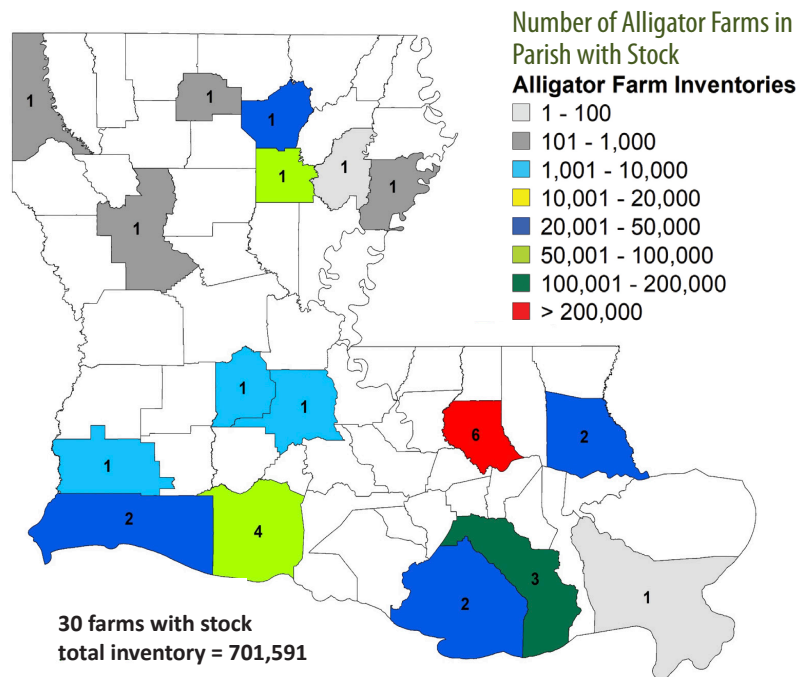 Number of Alligator Farms in
Parish with Stock
Alligator Farm Inventories
1 - 100
101 - 1,000
1,001 - 10,000
10,001 - 20,000
20,001 - 50,000
50,001 - 100,000
100,001 - 200,000
> 200,000
1
1
1
1
1
1
1
1
1
1
6
2
2
4
3
2
1
30 farms with stock
total inventory = 701,591